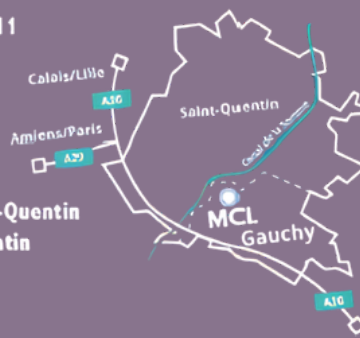 11
Calais/Lille
A26
Amiens/Paris
A29
Saint-Quentin
Canal de la Somme
-Quentin
ntin
MCL
Gauchy
A26